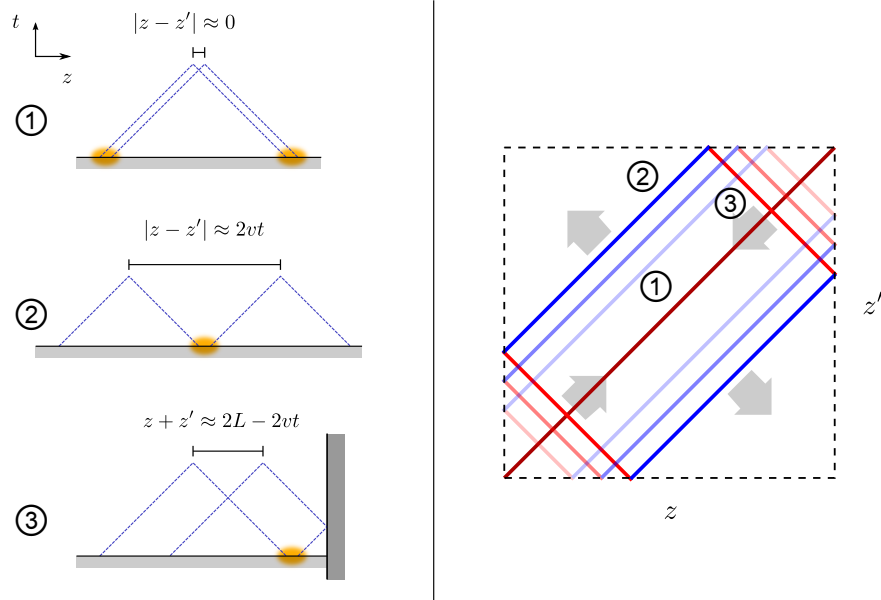 t
z
|z − z′| ≈ 0
1
|z − z′| ≈ 2vt
2
z + z′ ≈ 2L − 2vt
3
2
3
1
z′
z